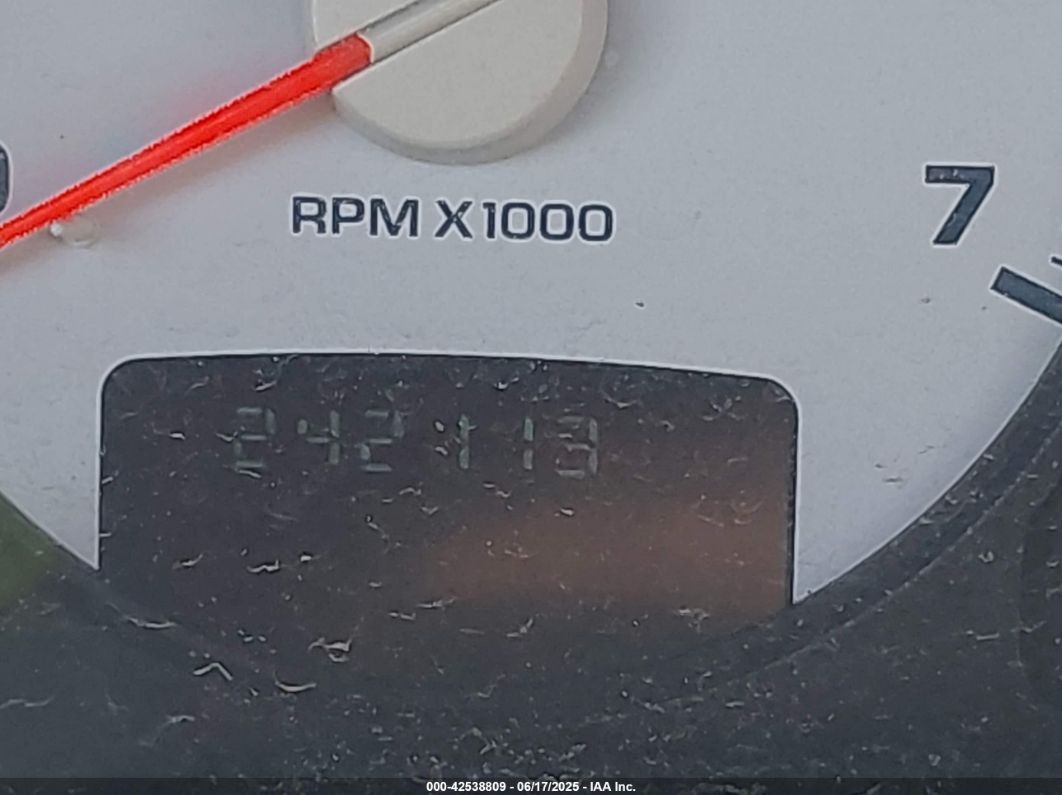 RPM X1000
7
242113
000-42538809 - 06/17/2025 - IAA Inc.